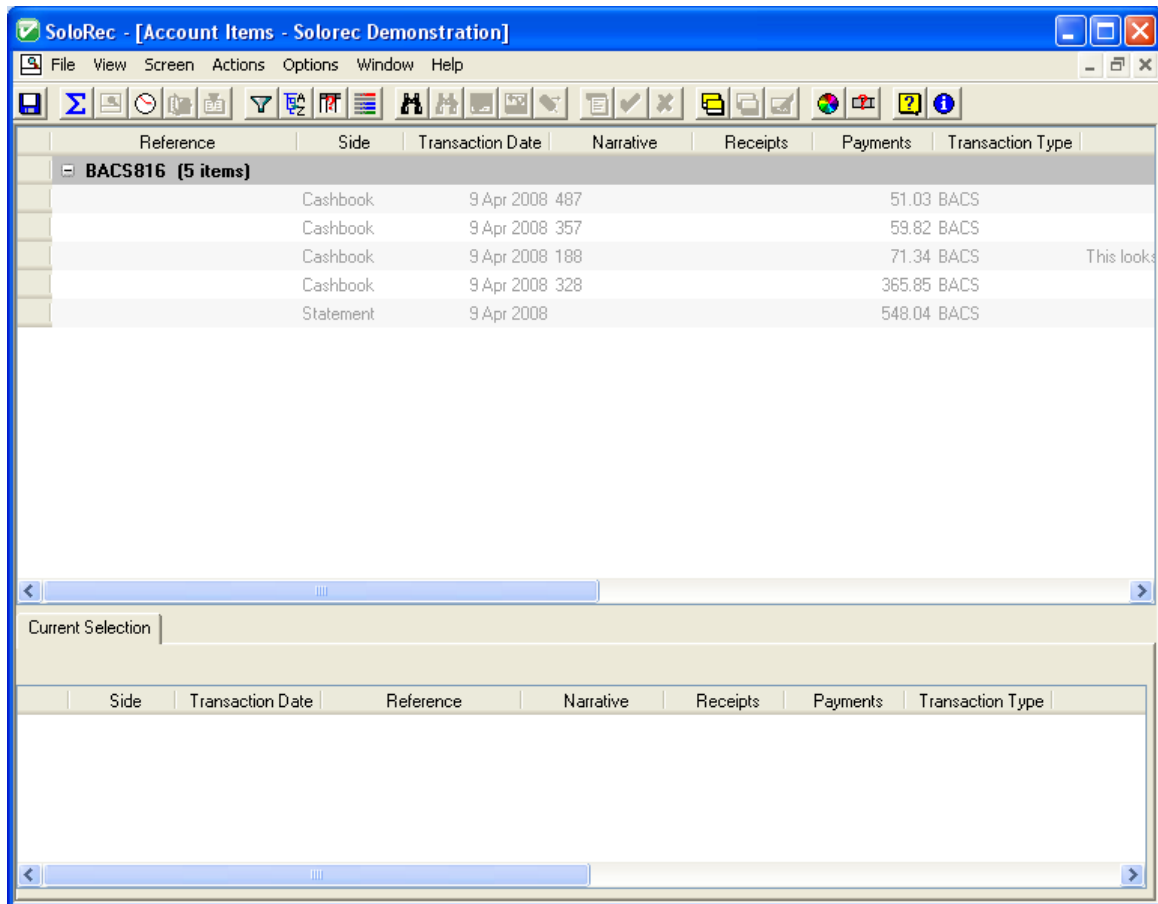 SoloRec - [Account Items - Solorec Demonstration]
File View Screen Actions Options Window Help
Reference Side Transaction Date Narrative Receipts Payments Transaction Type
BACS816 (5 items)
Cashbook 9 Apr 2008 487 51.03 BACS
Cashbook 9 Apr 2008 357 59.82 BACS
Cashbook 9 Apr 2008 188 71.34 BACS This looks
Cashbook 9 Apr 2008 328 365.85 BACS
Statement 9 Apr 2008 548.04 BACS
Current Selection
Side Transaction Date Reference Narrative Receipts Payments Transaction Type